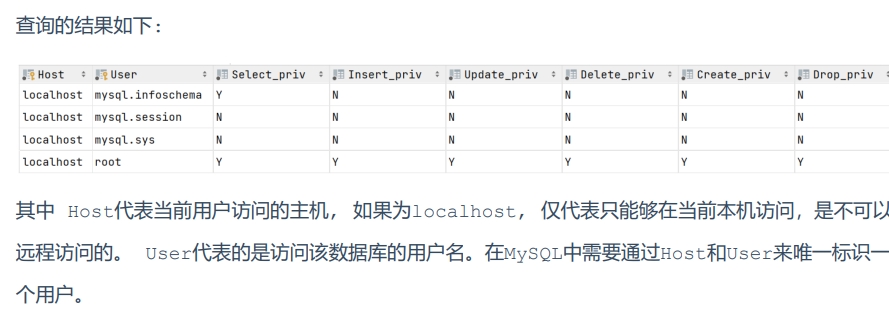 查询的结果如下：
Host User Select_priv Insert_priv Update_priv Delete_priv Create_priv Drop_priv
localhost mysql.infoschema Y N N N N N
localhost mysql.session N N N N N N
localhost mysql.sys N N N N N N
localhost root Y Y Y Y Y Y
其中 Host代表当前用户访问的主机, 如果为localhost, 仅代表只能够在当前本机访问，是不可以
远程访问的。 User代表的是访问该数据库的用户名。在MySQL中需要通过Host和User来唯一标识一
个用户。